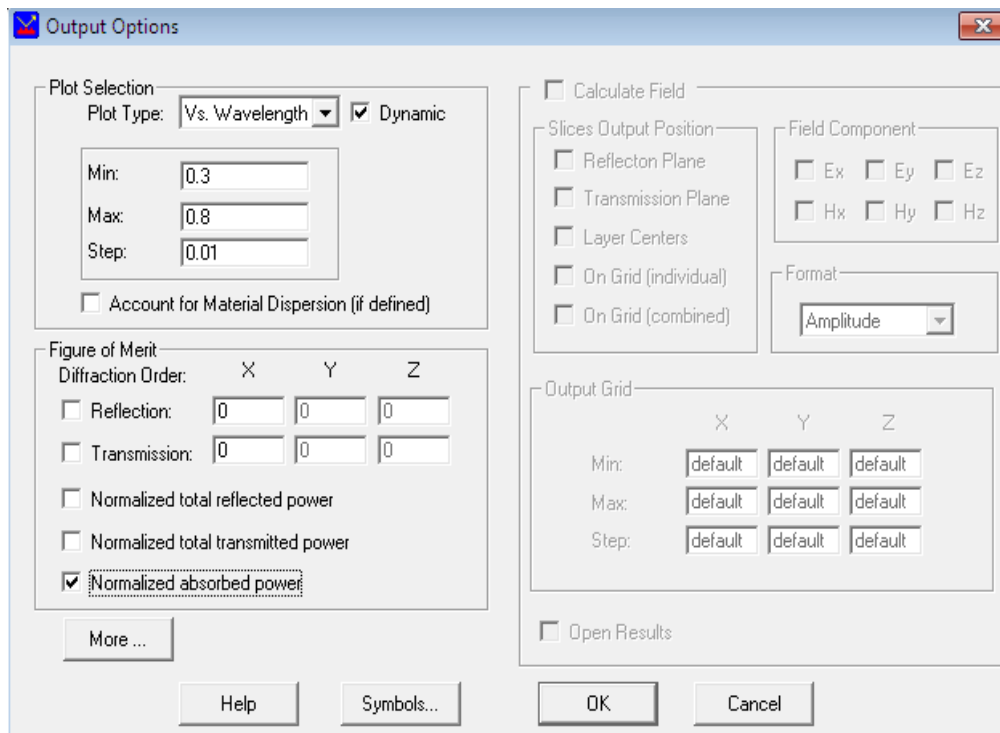 Output Options
Plot Selection
Plot Type: Vs. Wavelength Dynamic
Min: 0.3
Max: 0.8
Step: 0.01
Account for Material Dispersion (if defined)
Figure of Merit
Diffraction Order: X Y Z
Reflection: 0 0 0
Transmission: 0 0 0
Normalized total reflected power
Normalized total transmitted power
Normalized absorbed power
More ...
Calculate Field
Slices Output Position
Reflecton Plane
Transmission Plane
Layer Centers
On Grid (individual)
On Grid (combined)
Field Component
Ex Ey Ez
Hx Hy Hz
Format
Amplitude
Output Grid
X Y Z
Min: default default default
Max: default default default
Step: default default default
Open Results
Help Symbols... OK Cancel